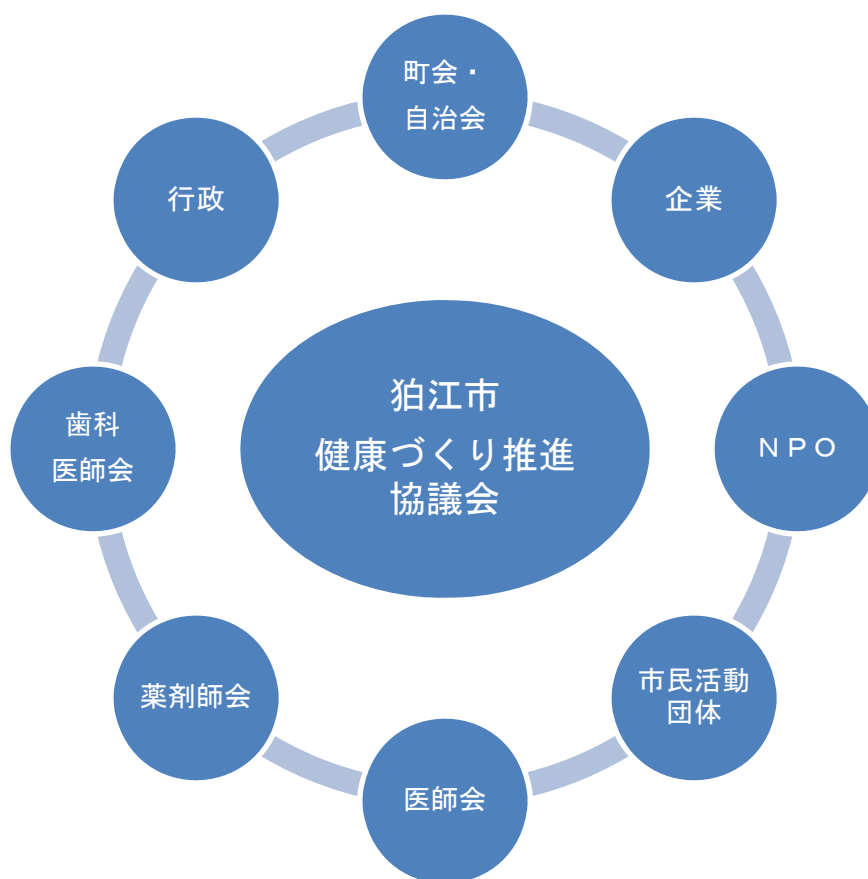 町会・
自治会
企業
ＮＰＯ
市民活動
団体
医師会
薬剤師会
歯科
医師会
行政
狛江市
健康づくり推進
協議会